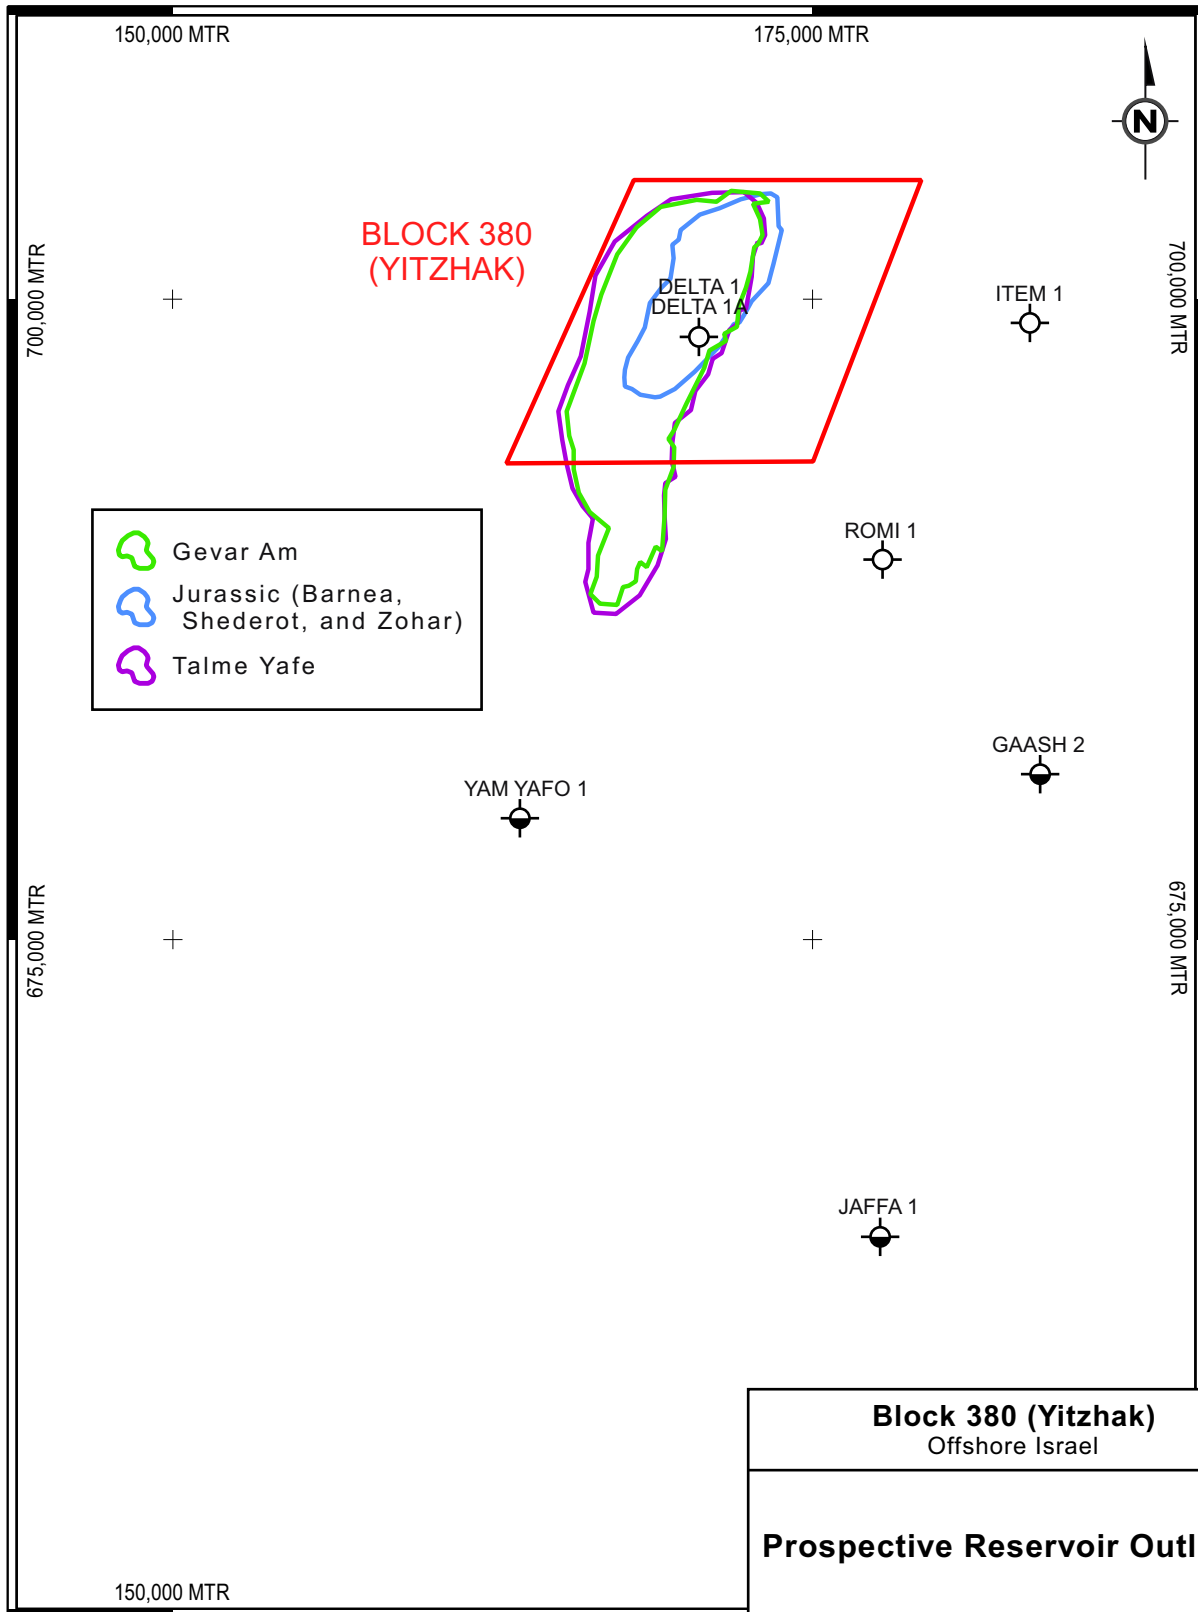 150,000 MTR
175,000 MTR
N
BLOCK 380
(YITZHAK)
700,000 MTR
700,000 MTR
DELTA 1
DELTA 1A
ITEM 1
Gevar Am
Jurassic (Barnea,
Shederot, and Zohar)
Talme Yafe
ROMI 1
GAASH 2
YAM YAFO 1
675,000 MTR
675,000 MTR
JAFFA 1
Block 380 (Yitzhak)
Offshore Israel
Prospective Reservoir Outl
150,000 MTR